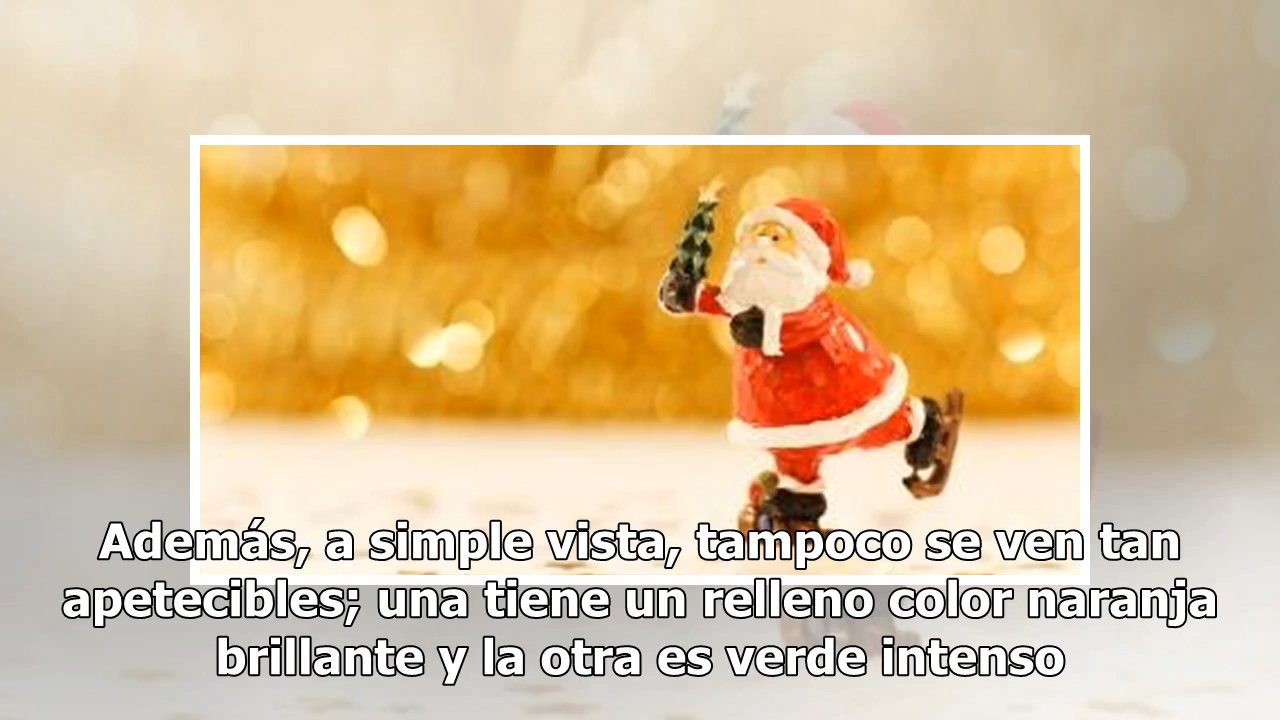 Además, a simple vista, tampoco se ven tan
apetecibles; una tiene un relleno color naranja
brillante y la otra es verde intenso